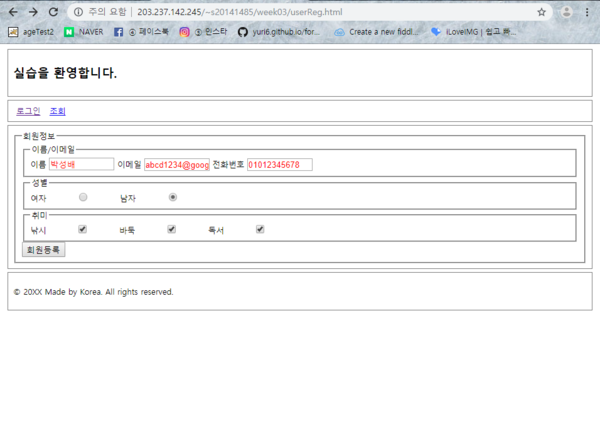 주의 요함 | 203.237.142.245/~s20141485/week03/userReg.html
ageTest2 NAVER ⓐ 페이스북 ① 인스타 yuri6.github.io/for... Create a new fiddl... iLoveIMG | 쉽고 빠...
실습을 환영합니다.
로그인 조회
회원정보
이름/이메일
이름 박성배 이메일 abcd1234@goog 전화번호 01012345678
성별
여자 남자
취미
낚시 바둑 독서
회원등록
© 20XX Made by Korea. All rights reserved.